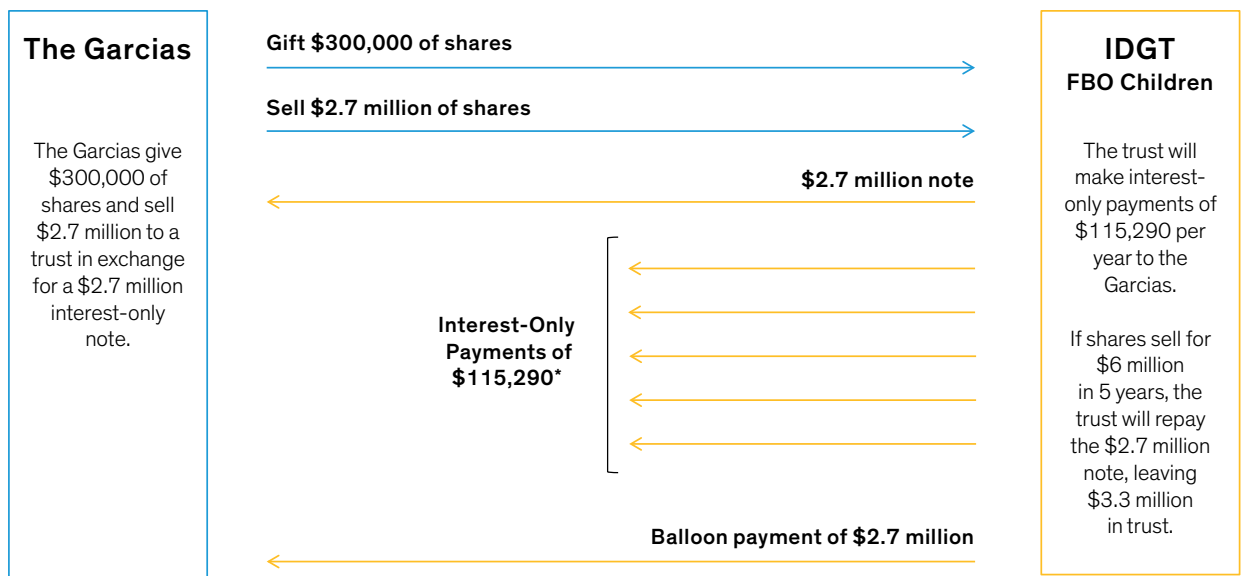 The Garcias
The Garcias give
$300,000 of
shares and sell
$2.7 million to a
trust in exchange
for a $2.7 million
interest-only
note.
Gift $300,000 of shares
Sell $2.7 million of shares
$2.7 million note
Interest-Only
Payments of
$115,290*
Balloon payment of $2.7 million
IDGT
FBO Children
The trust will
make interest-
only payments of
$115,290 per
year to the
Garcias.
If shares sell for
$6 million
in 5 years, the
trust will repay
the $2.7 million
note, leaving
$3.3 million
in trust.